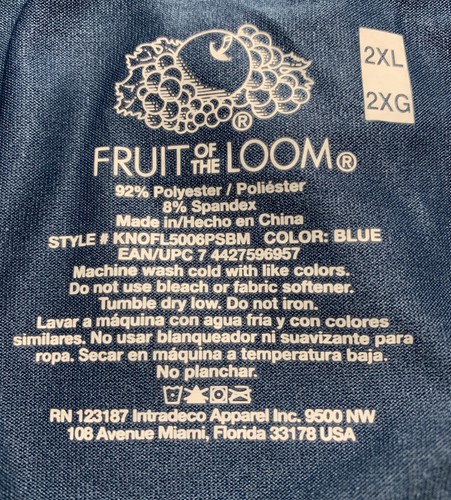 2XL
2XG
®
FRUIT OF THE LOOM®
92% Polyester / Poliéster
8% Spandex
Made in/Hecho en China
STYLE # KNOFL5006PSBM COLOR: BLUE
EAN/UPC 7 4427596957
Machine wash cold with like colors.
Do not use bleach or fabric softener.
Tumble dry low. Do not iron.
Lavar a máquina con agua fría y con colores
similares. No usar blanqueador ni suavizante para
ropa. Secar en máquina a temperatura baja.
No planchar.
RN 123187 Intradeco Apparel Inc. 9500 NW
108 Avenue Miami, Florida 33178 USA